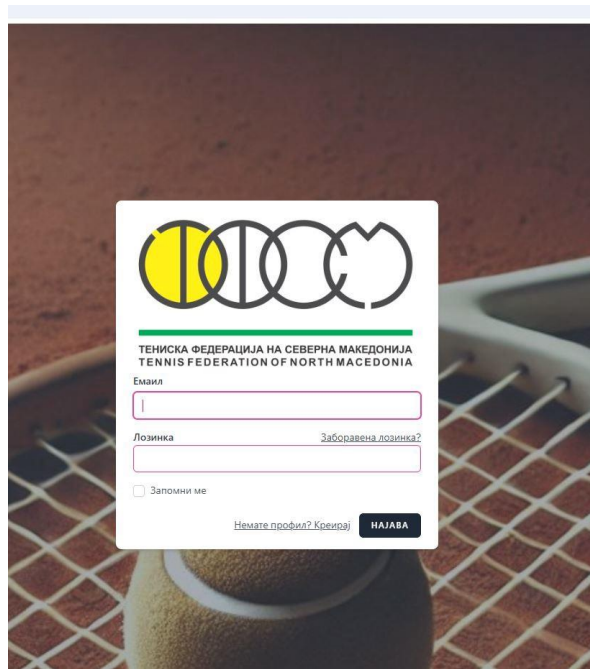 ТЕНИСКА ФЕДЕРАЦИЈА НА СЕВЕРНА МАКЕДОНИЈА
TENNIS FEDERATION OF NORTH MACEDONIA
Емаил
Лозинка Заборавена лозинка?
Запомни ме
Немате профил? Креирај НАЈАВА